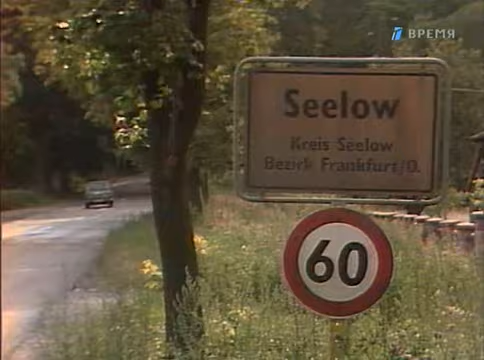 ВРЕМЯ
Seelow
Kreis Seelow
Bezirk Frankfurt/O.
60